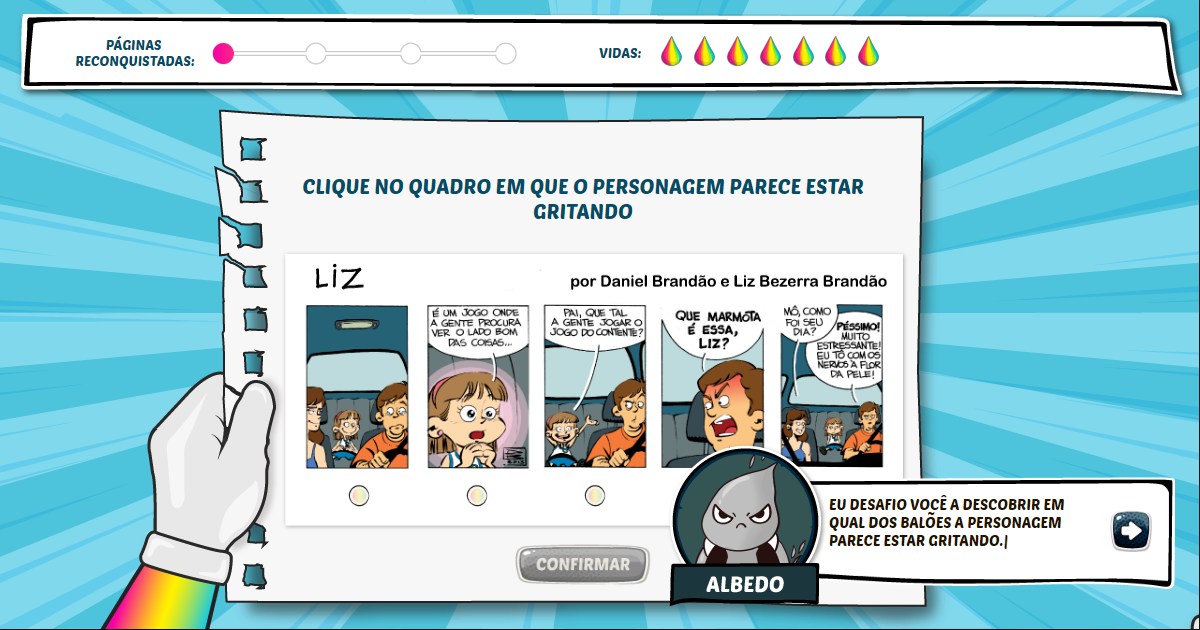 PÁGINAS
RECONQUISTADAS:
VIDAS:
CLIQUE NO QUADRO EM QUE O PERSONAGEM PARECE ESTAR
GRITANDO
LIZ
por Daniel Brandão e Liz Bezerra Brandão
É UM JOGO ONDE
A GENTE PROCURA
VER O LADO BOM
DAS COISAS...
PAI, QUE TAL
A GENTE JOGAR O
JOGO DO CONTENTE?
QUE MARMOTA
É ESSA,
LIZ?
MÔ, COMO
FOI SEU
DIA?
PÉSSIMO!
MUITO
ESTRESSANTE!
EU TÔ COM OS
NERVOS À FLOR
DA PELE!
CONFIRMAR
ALBEDO
EU DESAFIO VOCÊ A DESCOBRIR EM
QUAL DOS BALÕES A PERSONAGEM
PARECE ESTAR GRITANDO.|